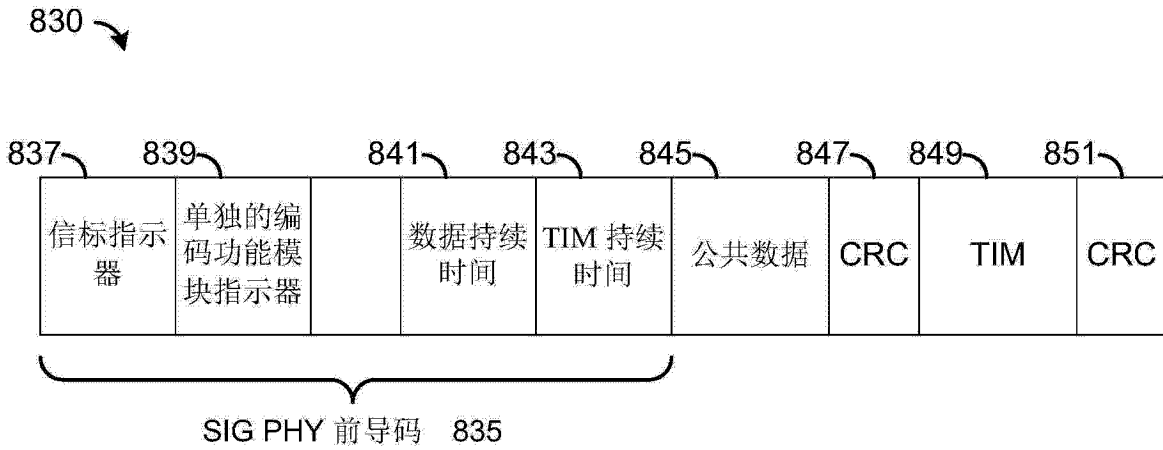 830
837 839 841 843 845 847 849 851
信标指示
器
单独的编
码功能模
块指示器
数据持续
时间
TIM 持续
时间
公共数据
CRC
TIM
CRC
SIG PHY 前导码 835